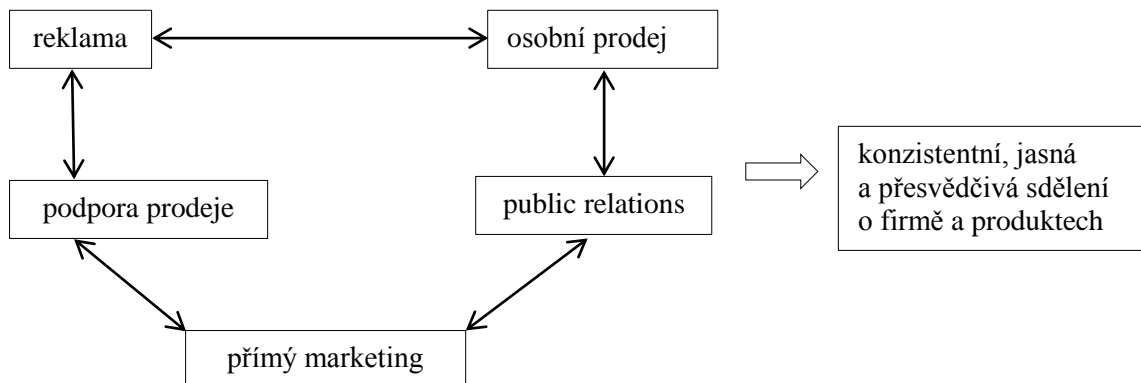 reklama
osobní prodej
podpora prodeje
public relations
konzistentní, jasná
a přesvědčivá sdělení
o firmě a produktech
přímý marketing